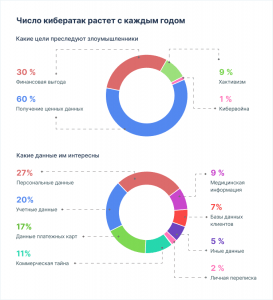 Число кибератак растет с каждым годом
Какие цели преследуют злоумышленники
30 %
Финансовая выгода
60 %
Получение данных данных
9 %
Хактивизм
1 %
Кибервойна
Какие данные им интересны
27%
Персональные данные
20%
Учетные данные
17%
Данные платежных карт
11%
Коммерческая тайна
9 %
Медицинская
информация
7%
Базы данных
клиентов
5 %
Иные данные
2 %
Личная переписка